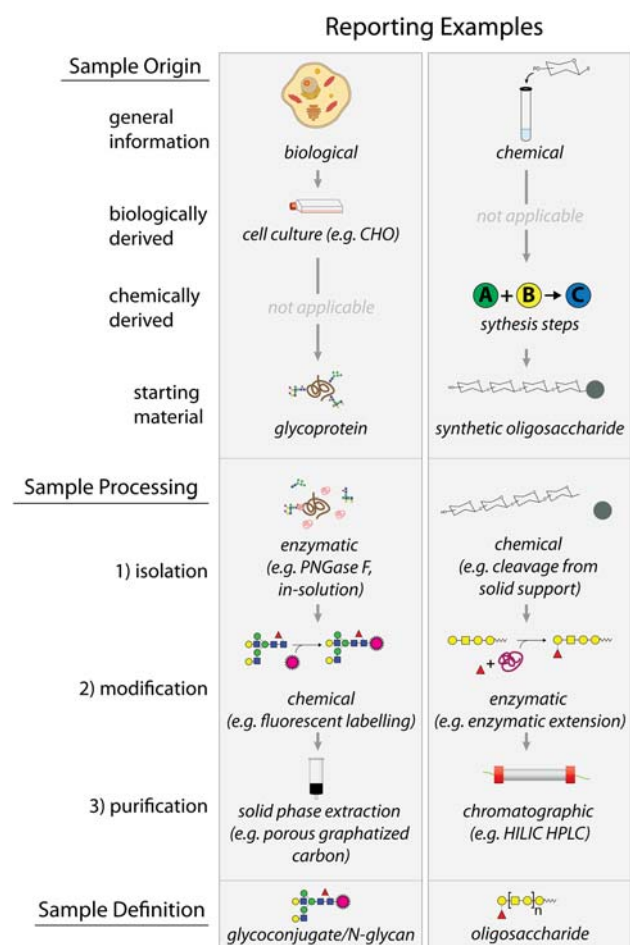 Reporting Examples
Sample Origin
general
information
biological
chemical
biologically
derived
cell culture (e.g. CHO)
not applicable
chemically
derived
not applicable
A + B → C
sythesis steps
starting
material
glycoprotein
synthetic oligosaccharide
Sample Processing
1) isolation
enzymatic
(e.g. PNGase F,
in-solution)
chemical
(e.g. cleavage from
solid support)
2) modification
chemical
(e.g. fluorescent labelling)
+
enzymatic
(e.g. enzymatic extension)
3) purification
solid phase extraction
(e.g. porous graphatized
carbon)
chromatographic
(e.g. HILIC HPLC)
Sample Definition
glycoconjugate/N-glycan
n
oligosaccharide